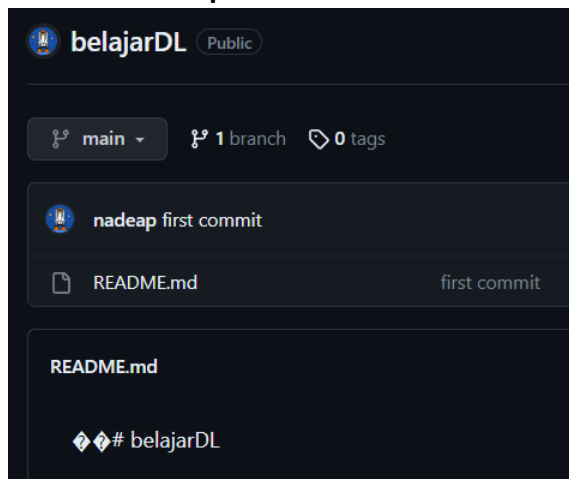 belajarDL Public
main 1 branch 0 tags
nadeap first commit
README.md first commit
README.md
��# belajarDL